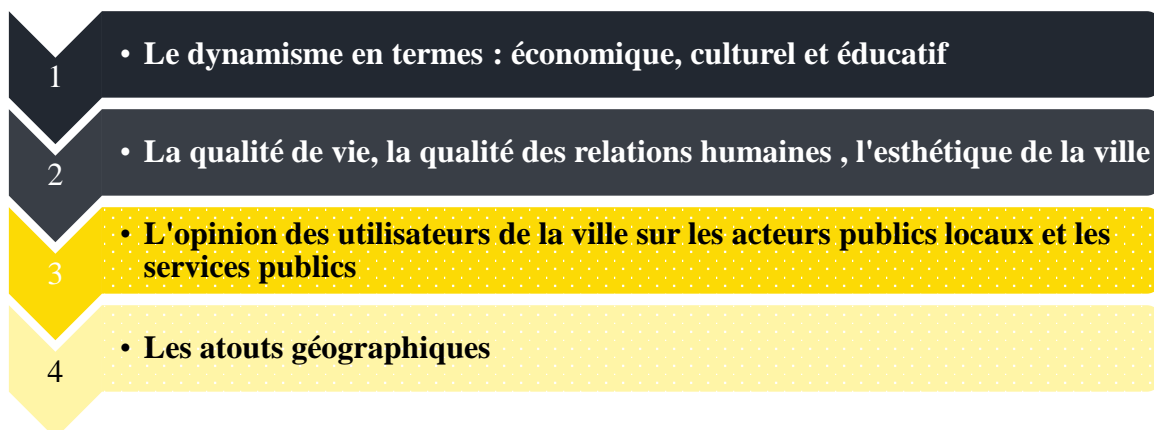 1
• Le dynamisme en termes : économique, culturel et éducatif
2
• La qualité de vie, la qualité des relations humaines , l'esthétique de la ville
3
• L'opinion des utilisateurs de la ville sur les acteurs publics locaux et les
services publics
4
• Les atouts géographiques